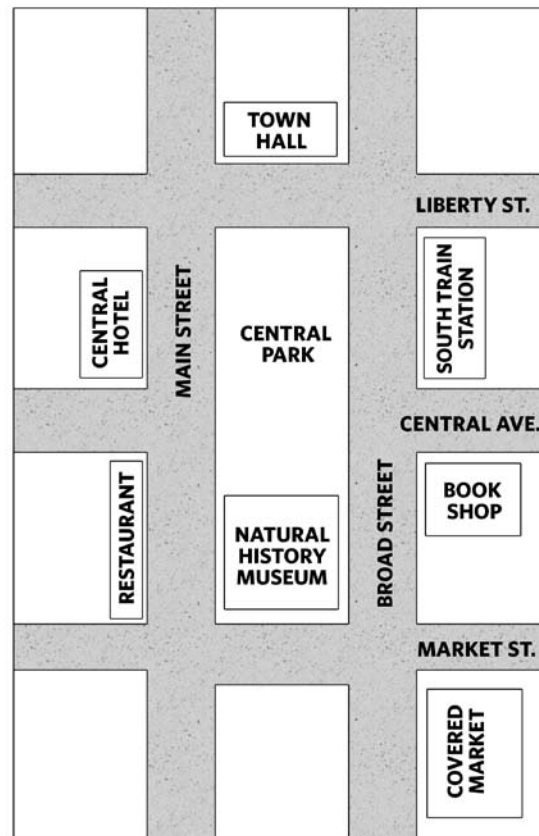 TOWN
HALL
LIBERTY ST.
CENTRAL
HOTEL
MAIN STREET
CENTRAL
PARK
SOUTH TRAIN
STATION
CENTRAL AVE.
RESTAURANT
NATURAL
HISTORY
MUSEUM
BROAD STREET
BOOK
SHOP
MARKET ST.
COVERED
MARKET